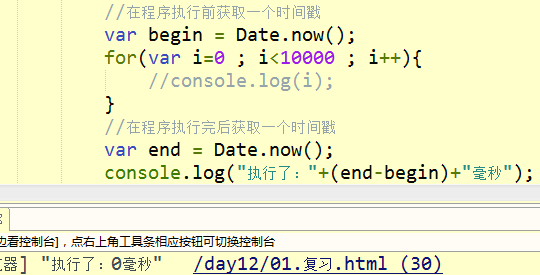 //在程序执行前获取一个时间戳
var begin = Date.now();
for(var i=0 ; i<10000 ; i++){
//console.log(i);
}
//在程序执行完后获取一个时间戳
var end = Date.now();
console.log("执行了："+(end-begin)+"毫秒");
边看控制台]，点右上角工具条相应按钮可切换控制台
览器] "执行了：0毫秒" /day12/01.复习.html (30)